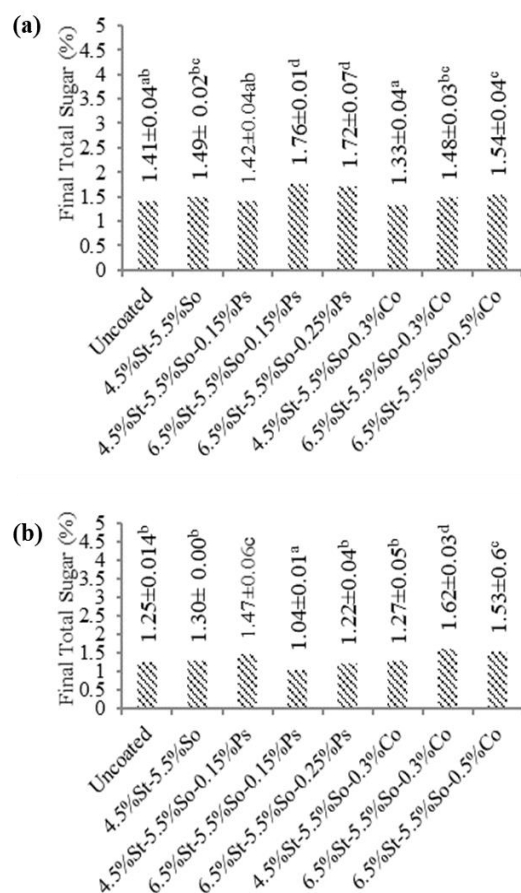 (a)
Final Total Sugar (%)
5
4.5
4
3.5
3
2.5
2
1.5
1
0.5
0
1.41±0.04ab
1.49± 0.02bc
1.42±0.04ab
1.76±0.01d
1.72±0.07d
1.33±0.04a
1.48±0.03bc
1.54±0.04c
Uncoated
4.5%St-5.5%So
4.5%St-5.5%So-0.15%Ps
6.5%St-5.5%So-0.15%Ps
6.5%St-5.5%So-0.25%Ps
4.5%St-5.5%So-0.3%Co
6.5%St-5.5%So-0.3%Co
6.5%St-5.5%So-0.5%Co
(b)
Final Total Sugar (%)
5
4.5
4
3.5
3
2.5
2
1.5
1
0.5
0
1.25±0.014b
1.30± 0.00b
1.47±0.06c
1.04±0.01a
1.22±0.04b
1.27±0.05b
1.62±0.03d
1.53±0.6c
Uncoated
4.5%St-5.5%So
4.5%St-5.5%So-0.15%Ps
6.5%St-5.5%So-0.15%Ps
6.5%St-5.5%So-0.25%Ps
4.5%St-5.5%So-0.3%Co
6.5%St-5.5%So-0.3%Co
6.5%St-5.5%So-0.5%Co